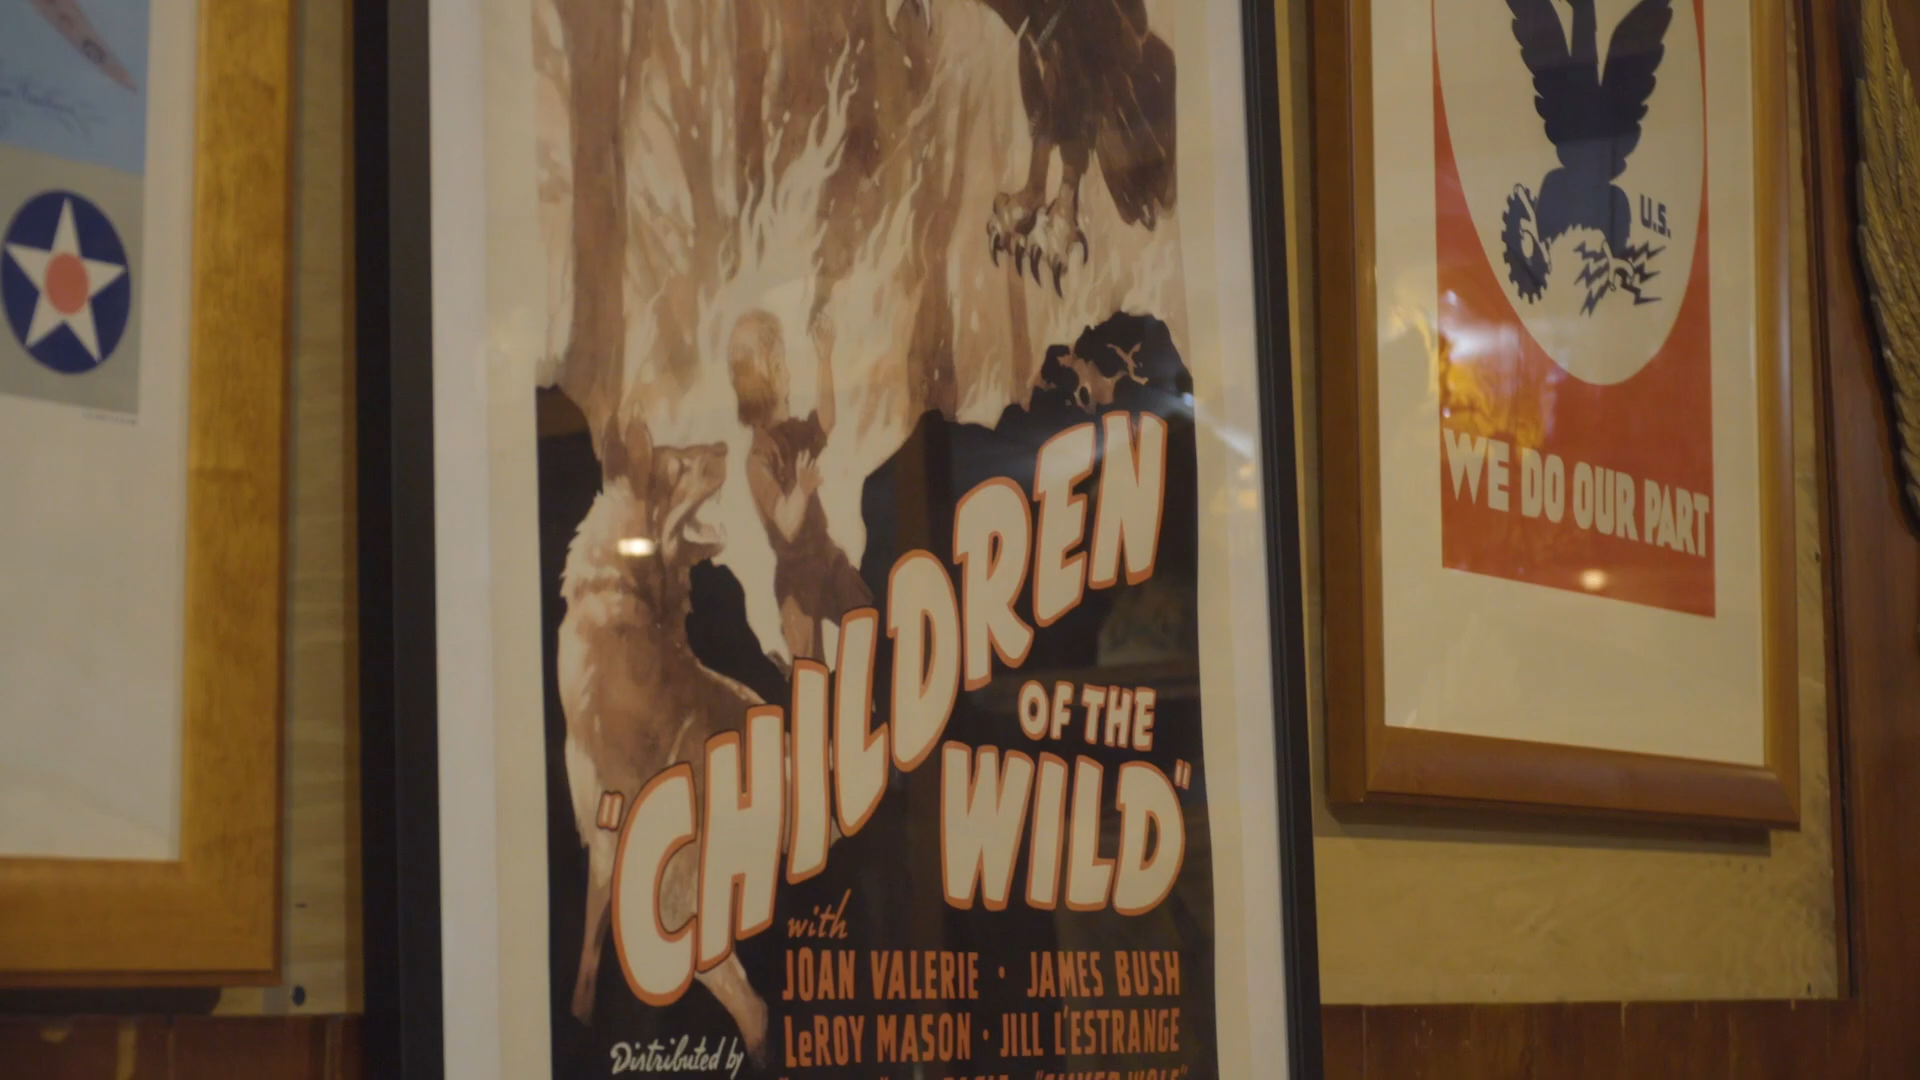 "CHILDREN
OF THE
WILD"
with
JOAN VALERIE · JAMES BUSH
LeROY MASON · JILL L'ESTRANGE
Distributed by
U.S.
WE DO OUR PART